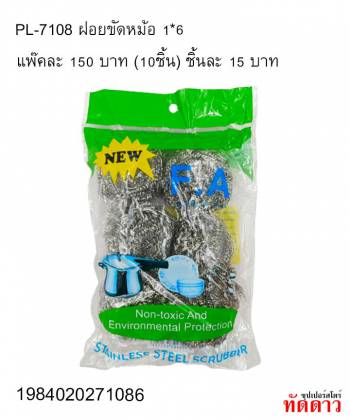 PL-7108 ฝอยขัดหม้อ 1*6
แพ๊คละ 150 บาท (10ชิ้น) ชิ้นละ 15 บาท
NEW
F.A
Non-toxic And
Environmental Protection
STAINLESS STEEL SCRUBBER
1984020271086
ซุปเปอร์สโตร์
ทัดดาว